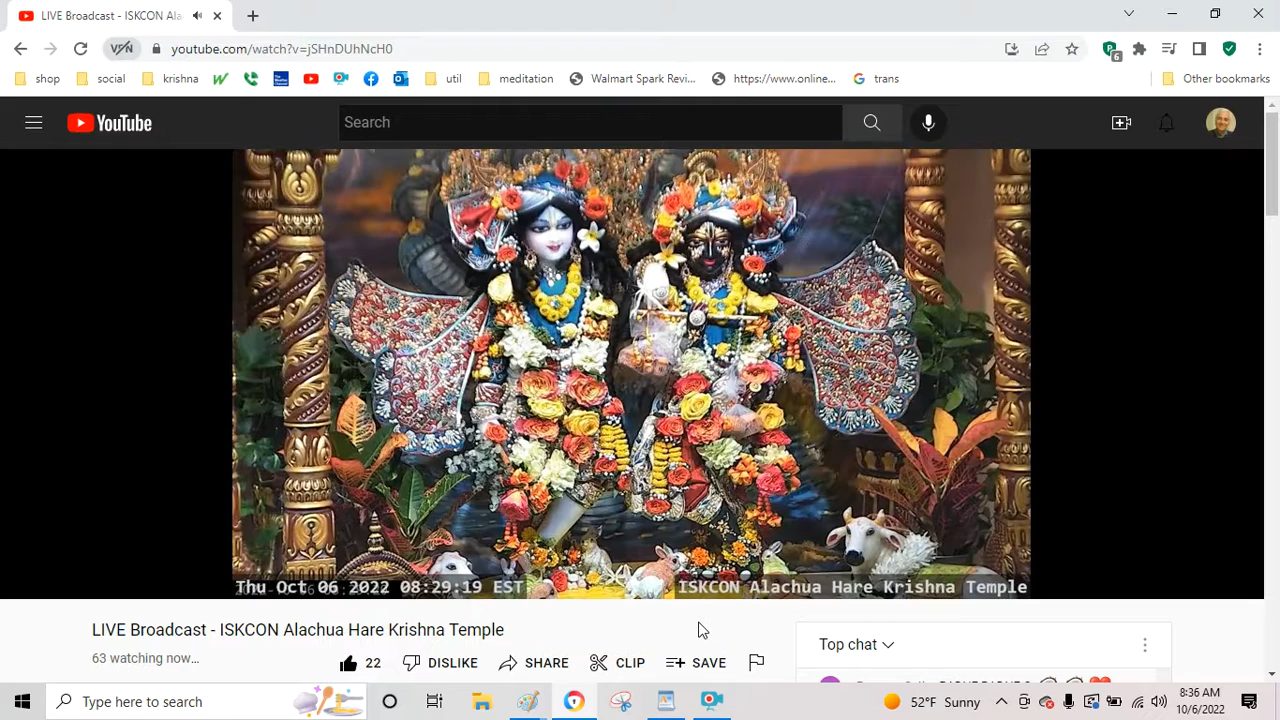 LIVE Broadcast - ISKCON Ala
youtube.com/watch?v=jSHnDUhNcH0
6
shop social krishna util meditation Walmart Spark Revi... https://www.online... trans Other bookmarks
YouTube Search
Thu Oct 06 2022 08:29:19 EST ISKCON Alachua Hare Krishna Temple
LIVE Broadcast - ISKCON Alachua Hare Krishna Temple
Top chat
63 watching now...
22 DISLIKE SHARE CLIP SAVE
Type here to search
52°F Sunny
8:36 AM
10/6/2022